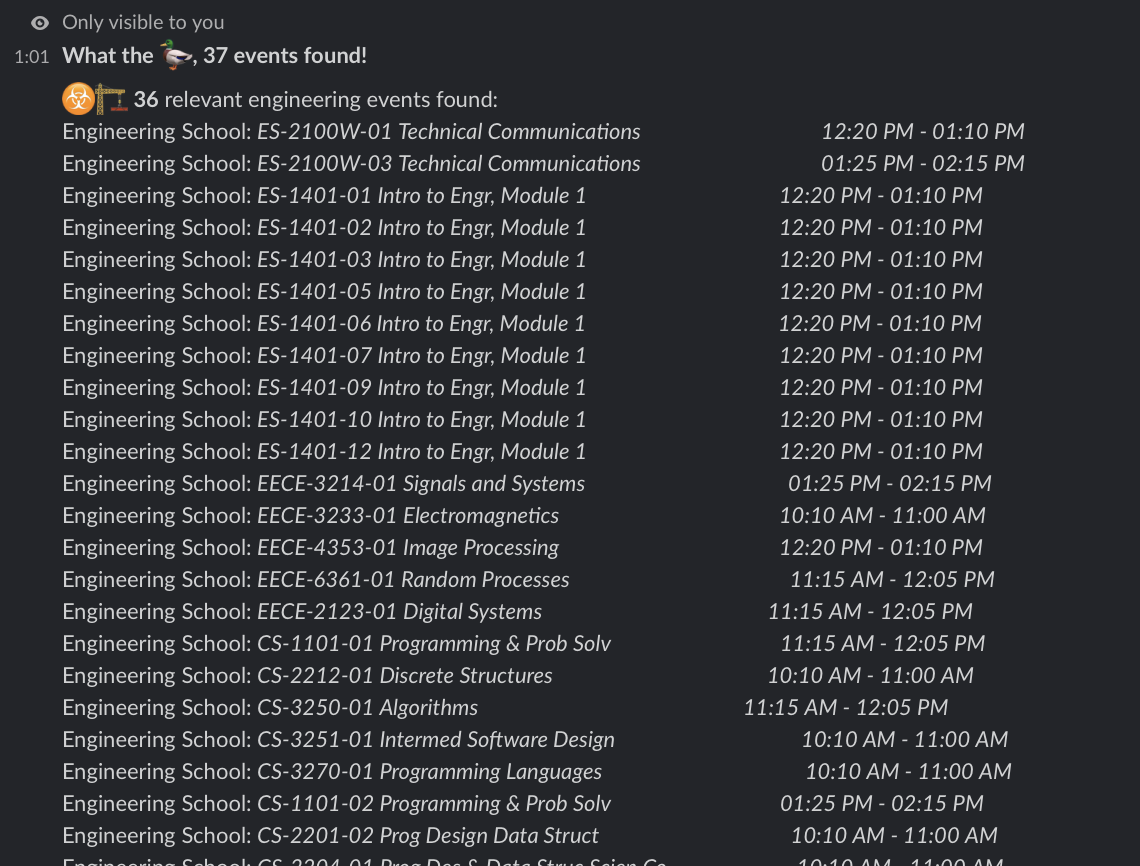 Only visible to you
1:01 What the 🦆, 37 events found!
☣️🏗️ 36 relevant engineering events found:
Engineering School: ES-2100W-01 Technical Communications 12:20 PM - 01:10 PM
Engineering School: ES-2100W-03 Technical Communications 01:25 PM - 02:15 PM
Engineering School: ES-1401-01 Intro to Engr, Module 1 12:20 PM - 01:10 PM
Engineering School: ES-1401-02 Intro to Engr, Module 1 12:20 PM - 01:10 PM
Engineering School: ES-1401-03 Intro to Engr, Module 1 12:20 PM - 01:10 PM
Engineering School: ES-1401-05 Intro to Engr, Module 1 12:20 PM - 01:10 PM
Engineering School: ES-1401-06 Intro to Engr, Module 1 12:20 PM - 01:10 PM
Engineering School: ES-1401-07 Intro to Engr, Module 1 12:20 PM - 01:10 PM
Engineering School: ES-1401-09 Intro to Engr, Module 1 12:20 PM - 01:10 PM
Engineering School: ES-1401-10 Intro to Engr, Module 1 12:20 PM - 01:10 PM
Engineering School: ES-1401-12 Intro to Engr, Module 1 12:20 PM - 01:10 PM
Engineering School: EECE-3214-01 Signals and Systems 01:25 PM - 02:15 PM
Engineering School: EECE-3233-01 Electromagnetics 10:10 AM - 11:00 AM
Engineering School: EECE-4353-01 Image Processing 12:20 PM - 01:10 PM
Engineering School: EECE-6361-01 Random Processes 11:15 AM - 12:05 PM
Engineering School: EECE-2123-01 Digital Systems 11:15 AM - 12:05 PM
Engineering School: CS-1101-01 Programming & Prob Solv 11:15 AM - 12:05 PM
Engineering School: CS-2212-01 Discrete Structures 10:10 AM - 11:00 AM
Engineering School: CS-3250-01 Algorithms 11:15 AM - 12:05 PM
Engineering School: CS-3251-01 Intermed Software Design 10:10 AM - 11:00 AM
Engineering School: CS-3270-01 Programming Languages 10:10 AM - 11:00 AM
Engineering School: CS-1101-02 Programming & Prob Solv 01:25 PM - 02:15 PM
Engineering School: CS-2201-02 Prog Design Data Struct 10:10 AM - 11:00 AM
Engineering School: CS-2204-01 Prog Des & Data Struc Scien Co 10:10 AM - 11:00 AM